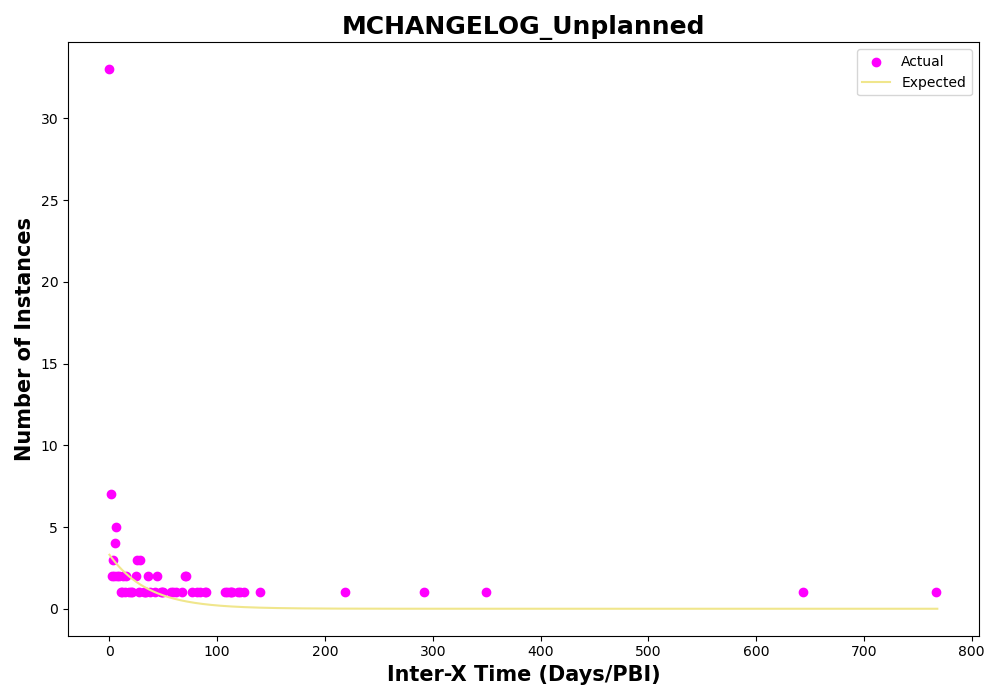 MCHANGELOG_Unplanned
Actual
Expected
Number of Instances
30
25
20
15
10
5
0
0 100 200 300 400 500 600 700 800
Inter-X Time (Days/PBI)